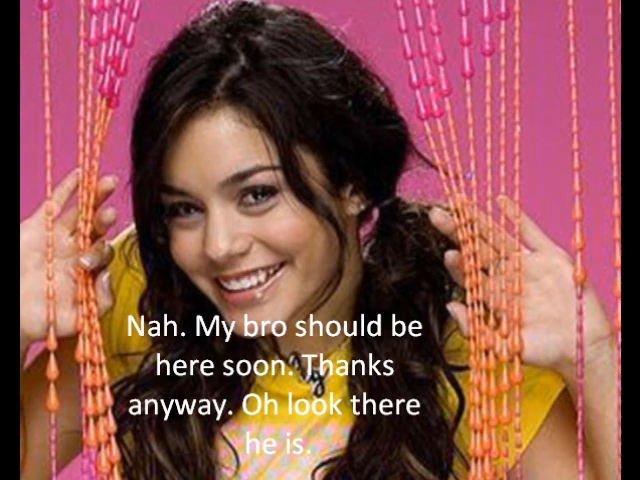 Nah. My bro should be
here soon. Thanks
anyway. Oh look there
he is.